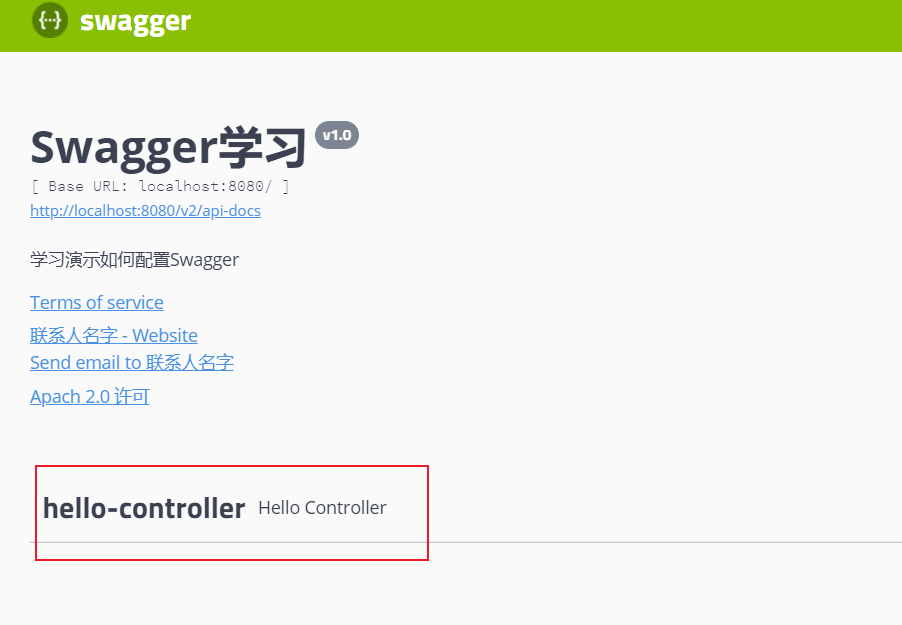 swagger
Swagger学习 v1.0
[ Base URL: localhost:8080/ ]
http://localhost:8080/v2/api-docs
学习演示如何配置Swagger
Terms of service
联系人名字 - Website
Send email to 联系人名字
Apach 2.0 许可
hello-controller Hello Controller